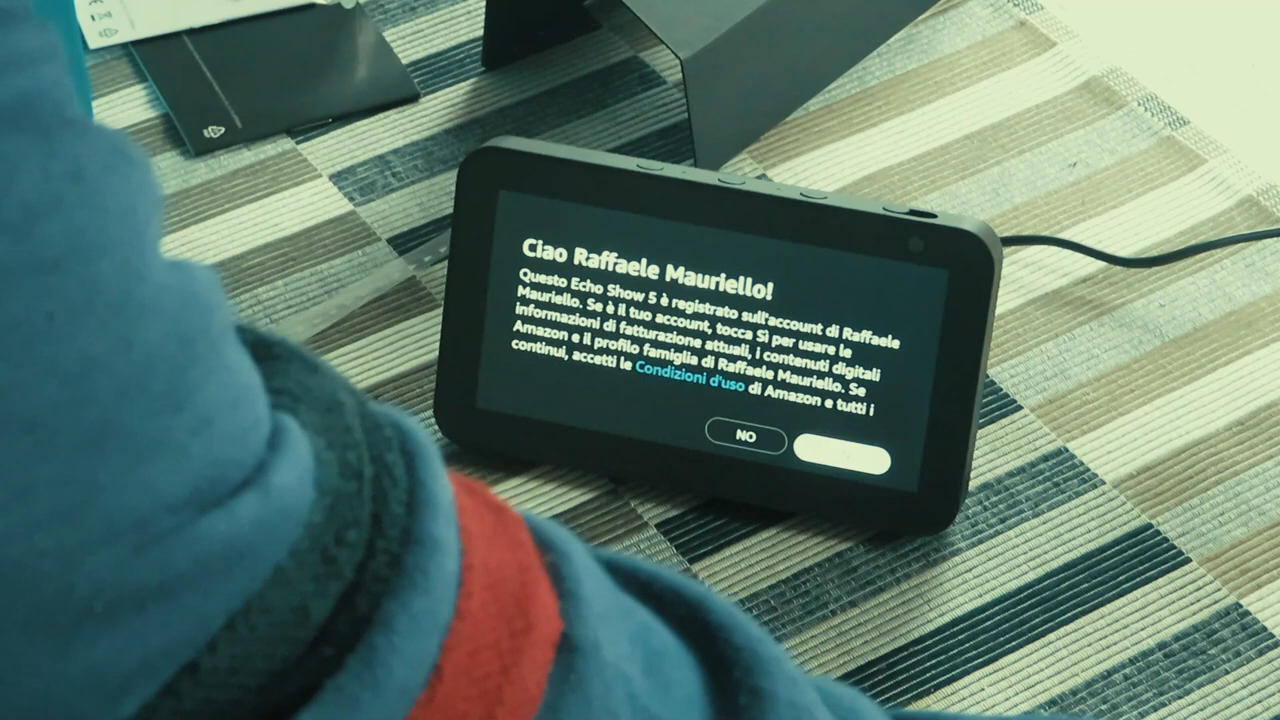 Ciao Raffaele Mauriello!
Questo Echo Show 5 è registrato sull'account di Raffaele
Mauriello. Se è il tuo account, tocca Sì per usare le
informazioni di fatturazione attuali, i contenuti digitali
Amazon e il profilo famiglia di Raffaele Mauriello. Se
continui, accetti le Condizioni d'uso di Amazon e tutti i
NO